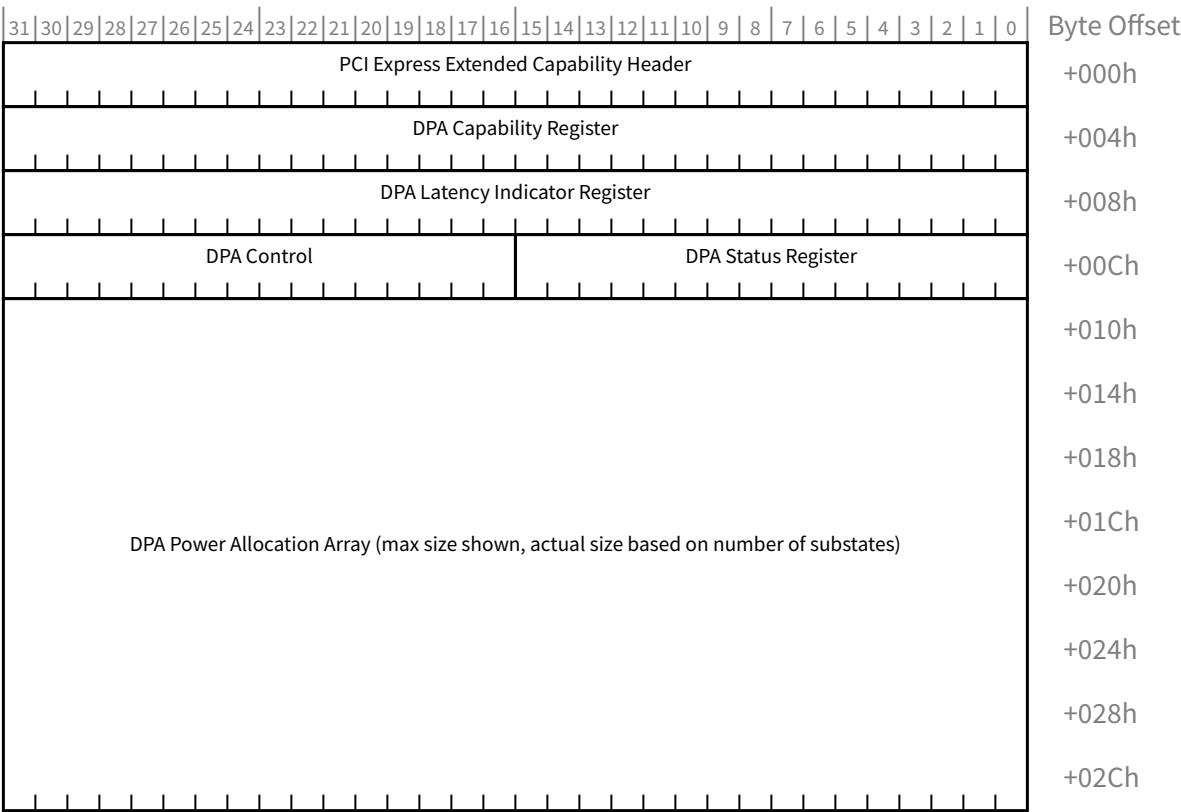 31 30 29 28 27 26 25 24 23 22 21 20 19 18 17 16 15 14 13 12 11 10 9 8 7 6 5 4 3 2 1 0 Byte Offset
PCI Express Extended Capability Header +000h
DPA Capability Register +004h
DPA Latency Indicator Register +008h
DPA Control DPA Status Register +00Ch
+010h
+014h
+018h
+01Ch
DPA Power Allocation Array (max size shown, actual size based on number of substates)
+020h
+024h
+028h
+02Ch